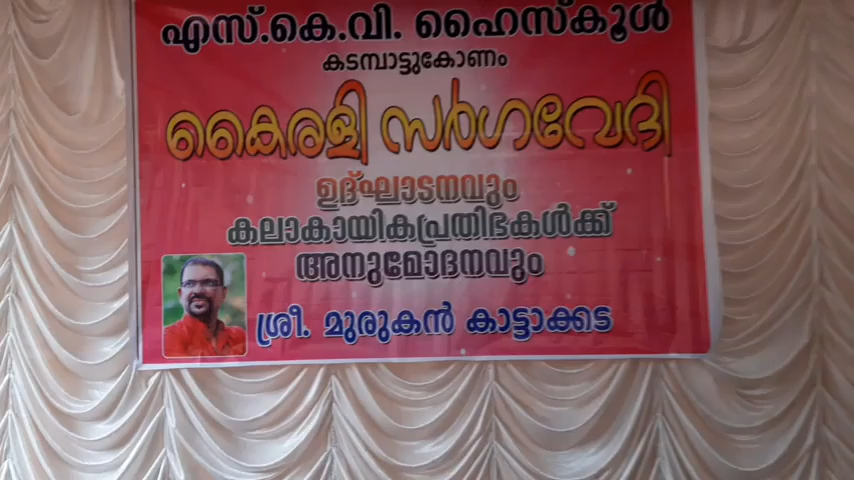 എസ്.കെ.വി. ഹൈസ്കൂൾ
കടമ്പാട്ടുകോണം
കൈരളി സർഗവേദി
ഉദ്ഘാടനവും
കലാകായികപ്രതിഭകൾക്ക്
അനുമോദനവും
ശ്രീ. മുരുകൻ കാട്ടാക്കട